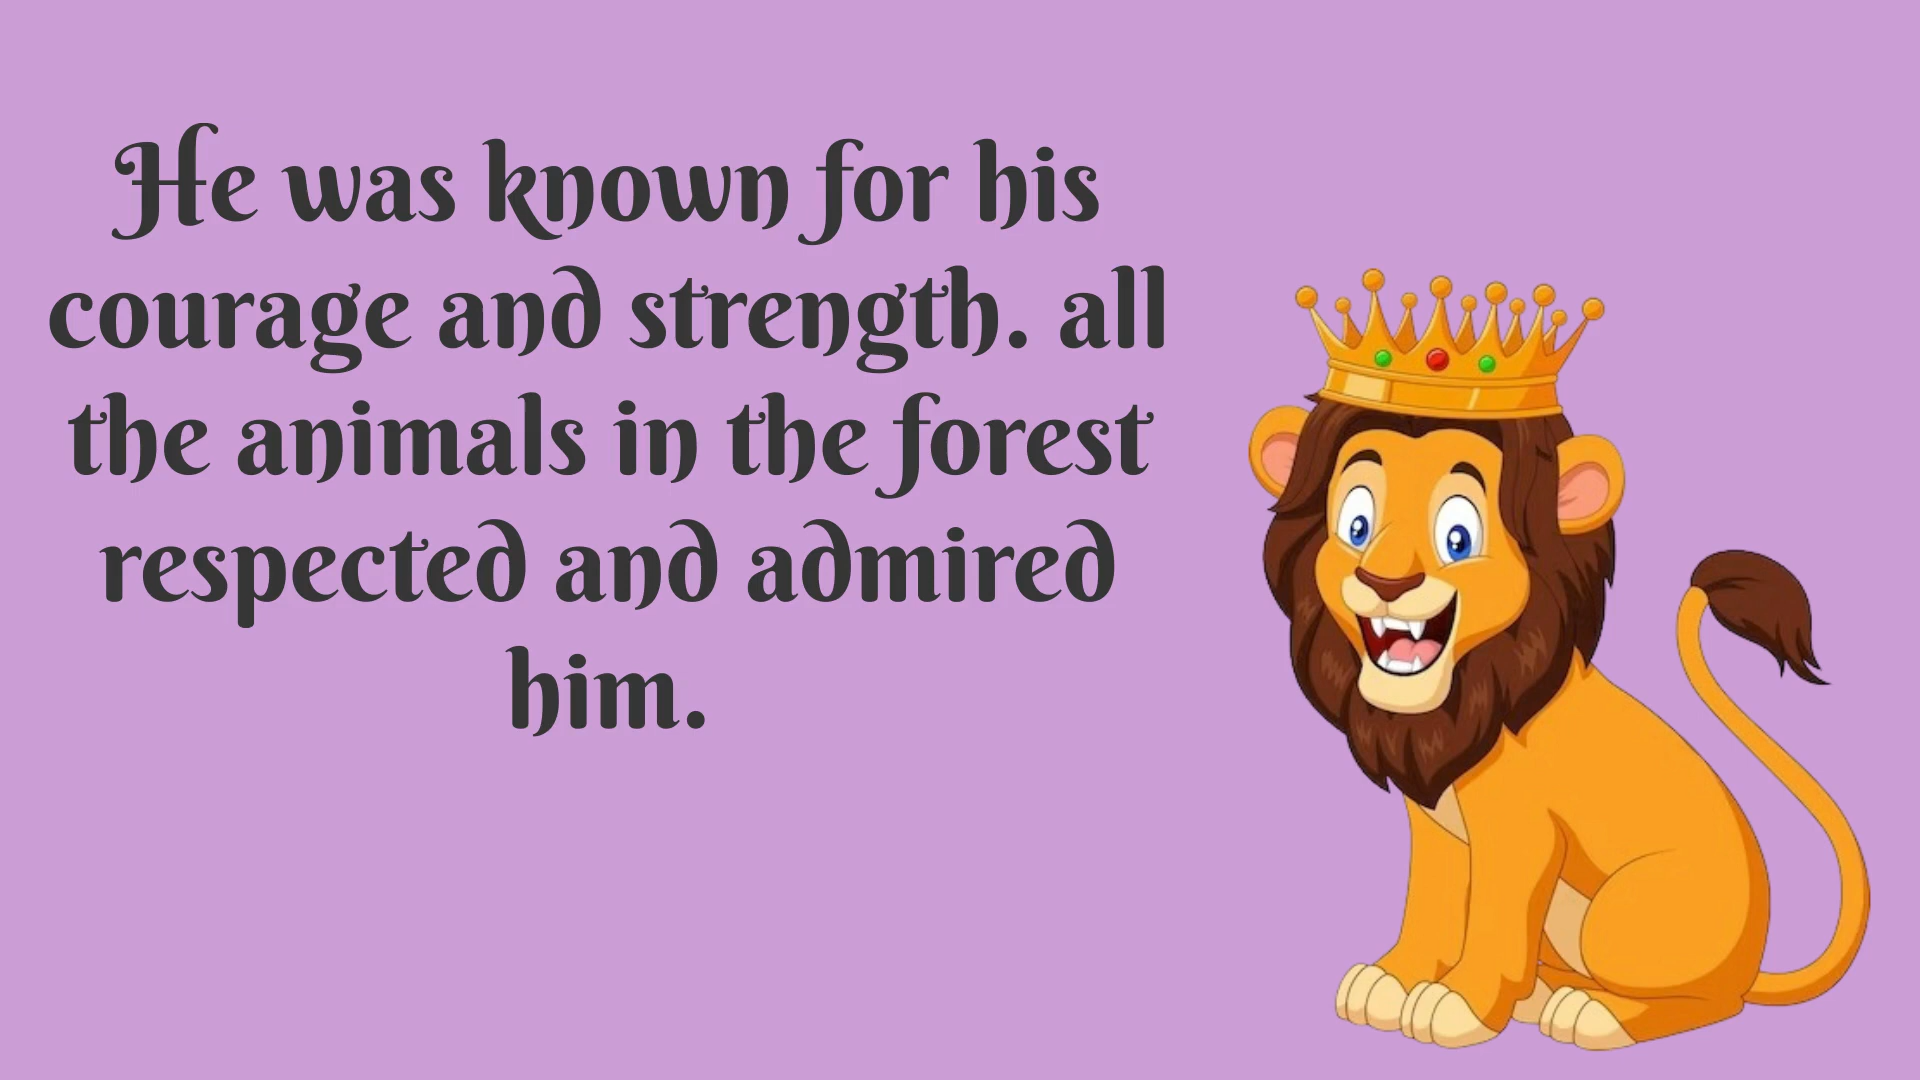 He was known for his
courage and strength. all
the animals in the forest
respected and admired
him.